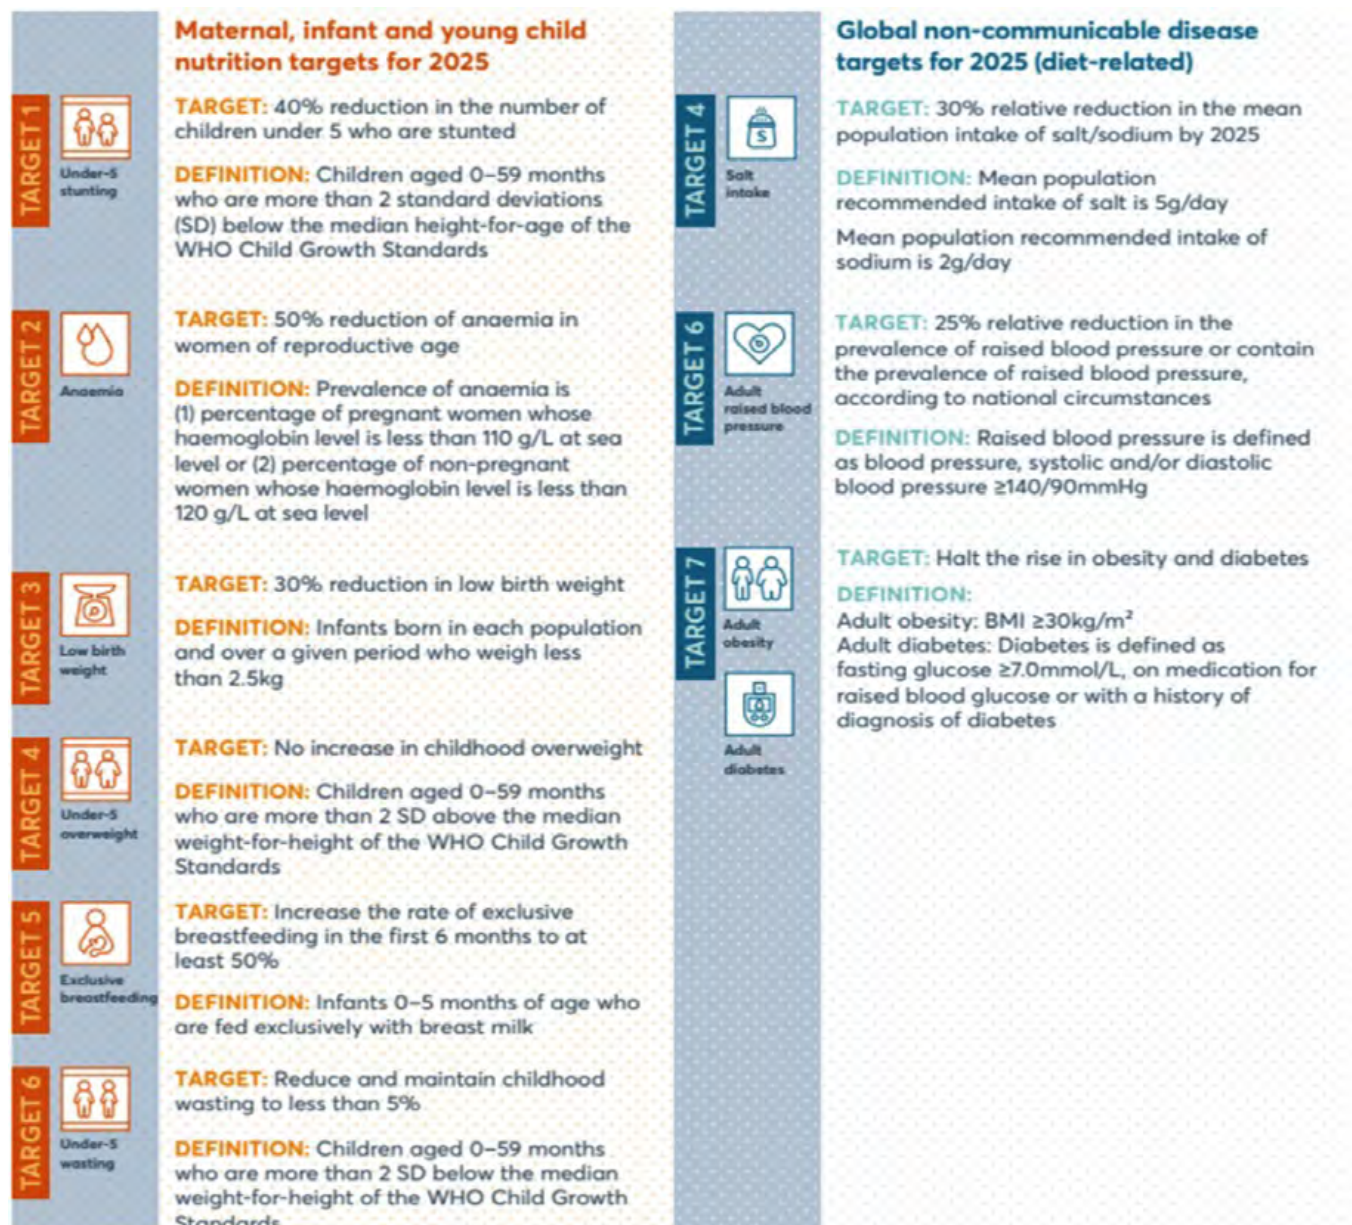 Maternal, infant and young child
nutrition targets for 2025
TARGET 1
Under-5
stunting
TARGET: 40% reduction in the number of
children under 5 who are stunted
DEFINITION: Children aged 0–59 months
who are more than 2 standard deviations
(SD) below the median height-for-age of the
WHO Child Growth Standards
TARGET 2
Anaemia
TARGET: 50% reduction of anaemia in
women of reproductive age
DEFINITION: Prevalence of anaemia is
(1) percentage of pregnant women whose
haemoglobin level is less than 110 g/L at sea
level or (2) percentage of non-pregnant
women whose haemoglobin level is less than
120 g/L at sea level
TARGET 3
Low birth
weight
TARGET: 30% reduction in low birth weight
DEFINITION: Infants born in each population
and over a given period who weigh less
than 2.5kg
TARGET 4
Under-5
overweight
TARGET: No increase in childhood overweight
DEFINITION: Children aged 0–59 months
who are more than 2 SD above the median
weight-for-height of the WHO Child Growth
Standards
TARGET 5
Exclusive
breastfeeding
TARGET: Increase the rate of exclusive
breastfeeding in the first 6 months to at
least 50%
DEFINITION: Infants 0–5 months of age who
are fed exclusively with breast milk
TARGET 6
Under-5
wasting
TARGET: Reduce and maintain childhood
wasting to less than 5%
DEFINITION: Children aged 0–59 months
who are more than 2 SD below the median
weight-for-height of the WHO Child Growth
Standards
Global non-communicable disease
targets for 2025 (diet-related)
TARGET 4
S
Salt
intake
TARGET: 30% relative reduction in the mean
population intake of salt/sodium by 2025
DEFINITION: Mean population
recommended intake of salt is 5g/day
Mean population recommended intake of
sodium is 2g/day
TARGET 6
Adult
raised blood
pressure
TARGET: 25% relative reduction in the
prevalence of raised blood pressure or contain
the prevalence of raised blood pressure,
according to national circumstances
DEFINITION: Raised blood pressure is defined
as blood pressure, systolic and/or diastolic
blood pressure ≥140/90mmHg
TARGET 7
Adult
obesity
Adult
diabetes
TARGET: Halt the rise in obesity and diabetes
DEFINITION:
Adult obesity: BMI ≥30kg/m²
Adult diabetes: Diabetes is defined as
fasting glucose ≥7.0mmol/L, on medication for
raised blood glucose or with a history of
diagnosis of diabetes